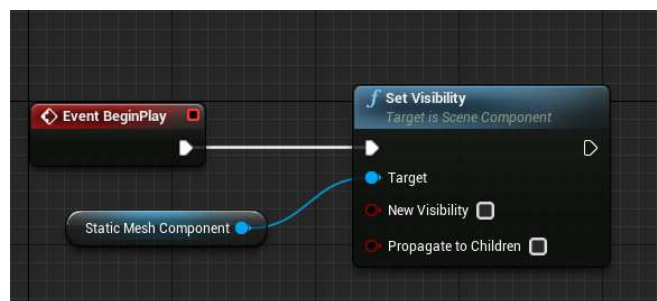 Event BeginPlay
Set Visibility
Target is Scene Component
Target
Static Mesh Component
New Visibility
Propagate to Children